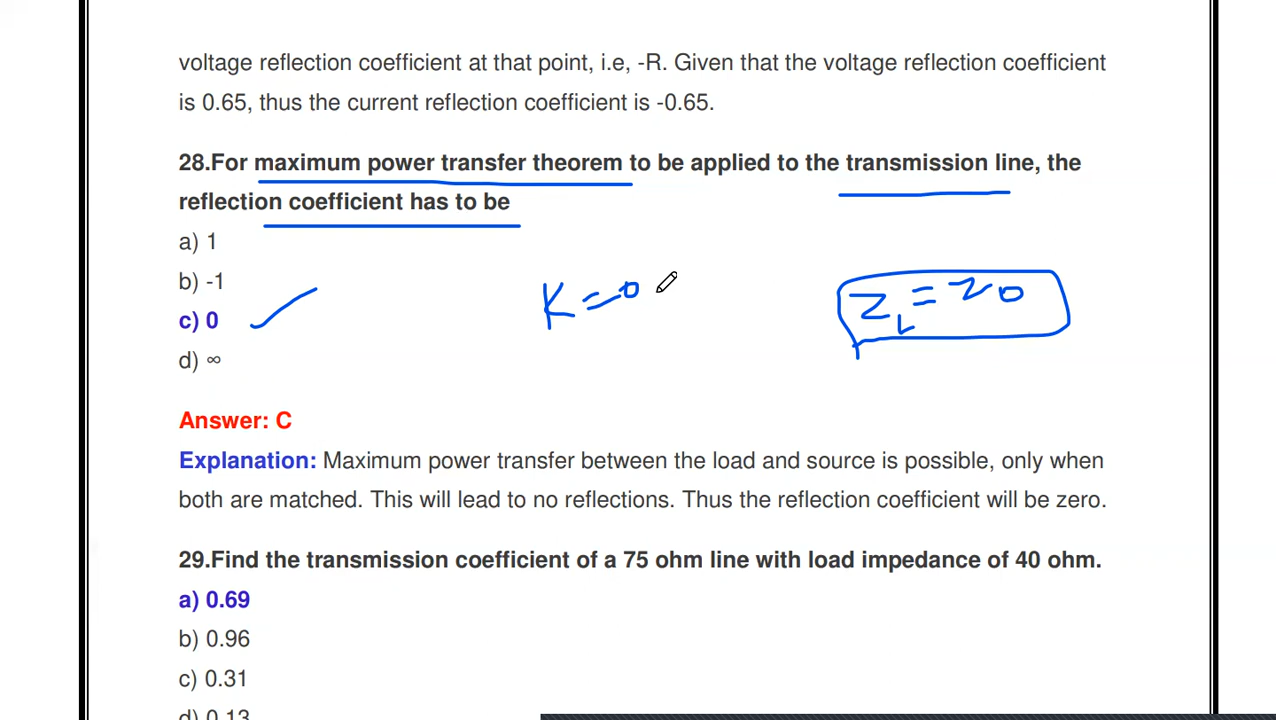 voltage reflection coefficient at that point, i.e, -R. Given that the voltage reflection coefficient
is 0.65, thus the current reflection coefficient is -0.65.
28.For maximum power transfer theorem to be applied to the transmission line, the
reflection coefficient has to be
a) 1
b) -1
c) 0
d) ∞
K = 0
ZL = Z0
Answer: C
Explanation: Maximum power transfer between the load and source is possible, only when
both are matched. This will lead to no reflections. Thus the reflection coefficient will be zero.
29.Find the transmission coefficient of a 75 ohm line with load impedance of 40 ohm.
a) 0.69
b) 0.96
c) 0.31
d) 0.13